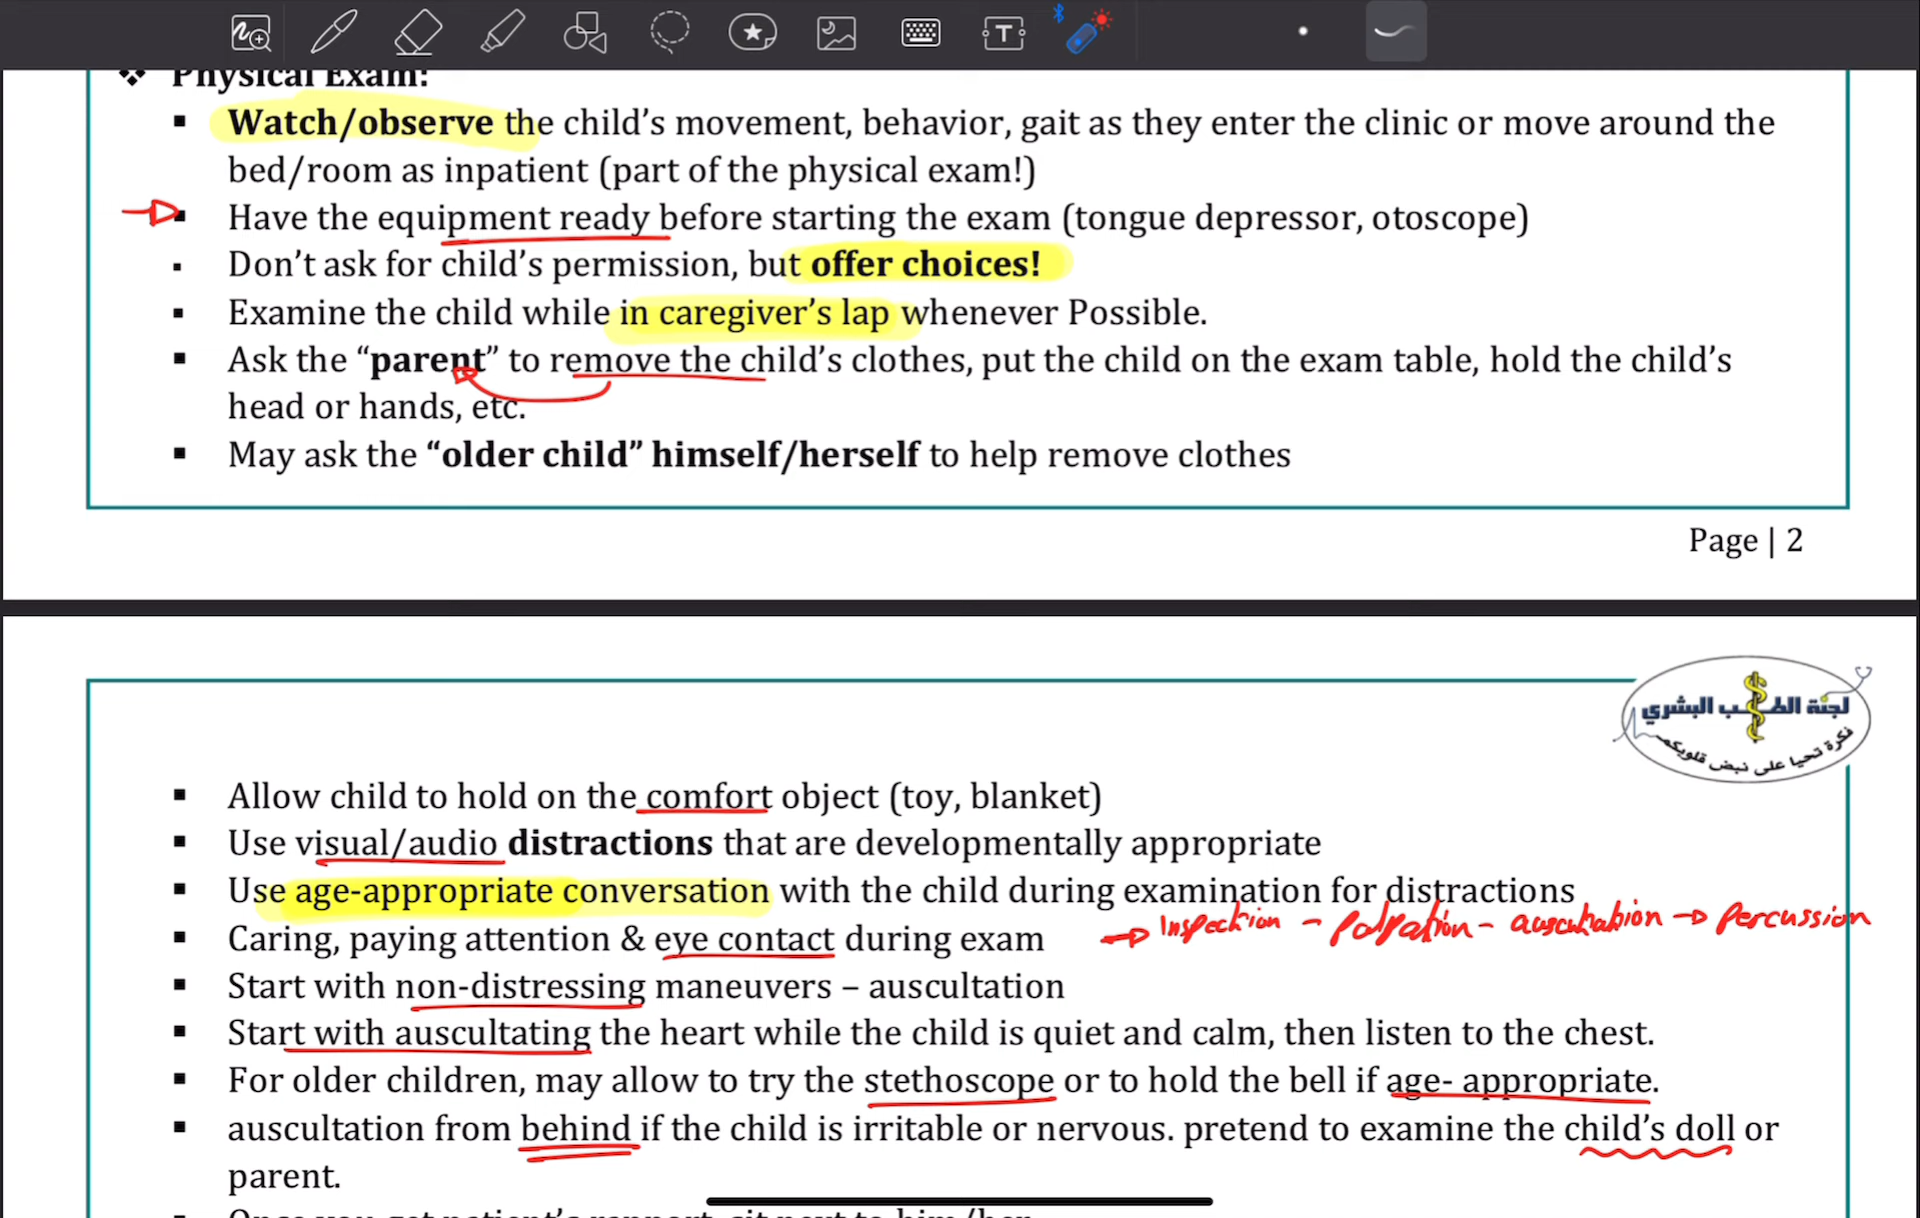 ❖ Physical Exam:
▪ Watch/observe the child’s movement, behavior, gait as they enter the clinic or move around the
bed/room as inpatient (part of the physical exam!)
▪ Have the equipment ready before starting the exam (tongue depressor, otoscope)
▪ Don’t ask for child’s permission, but offer choices!
▪ Examine the child while in caregiver’s lap whenever Possible.
▪ Ask the “parent” to remove the child’s clothes, put the child on the exam table, hold the child’s
head or hands, etc.
▪ May ask the “older child” himself/herself to help remove clothes
Page | 2
لجنة الطب البشري
فكرة تحيا على نبض قلوبكم
▪ Allow child to hold on the comfort object (toy, blanket)
▪ Use visual/audio distractions that are developmentally appropriate
▪ Use age-appropriate conversation with the child during examination for distractions
→ Inspection - palpation - auscultation → percussion
▪ Caring, paying attention & eye contact during exam
▪ Start with non-distressing maneuvers – auscultation
▪ Start with auscultating the heart while the child is quiet and calm, then listen to the chest.
▪ For older children, may allow to try the stethoscope or to hold the bell if age- appropriate.
▪ auscultation from behind if the child is irritable or nervous. pretend to examine the child’s doll or
parent.